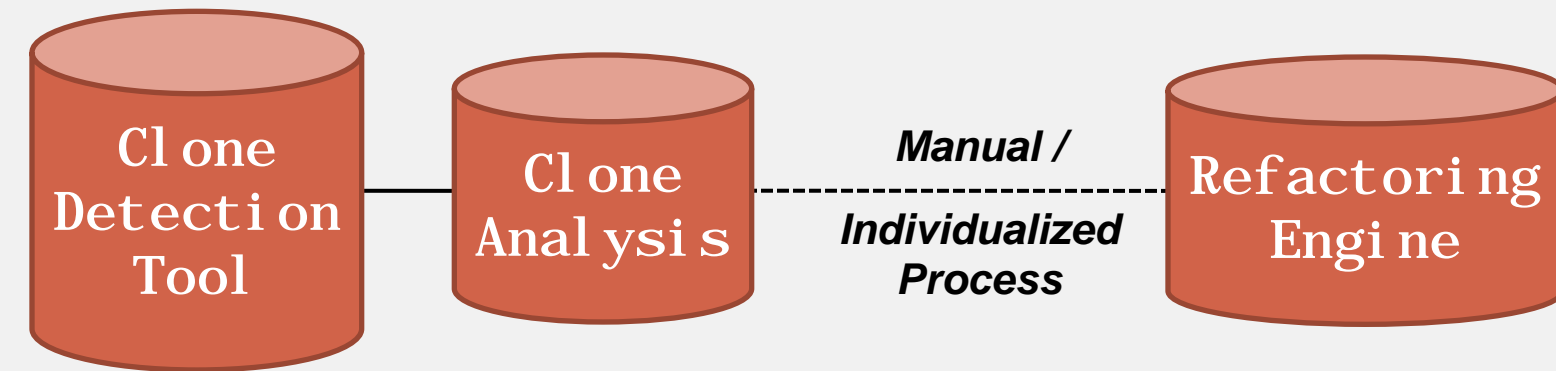 Clone
Detection
Tool
Clone
Analysis
Manual /
Individualized
Process
Refactoring
Engine